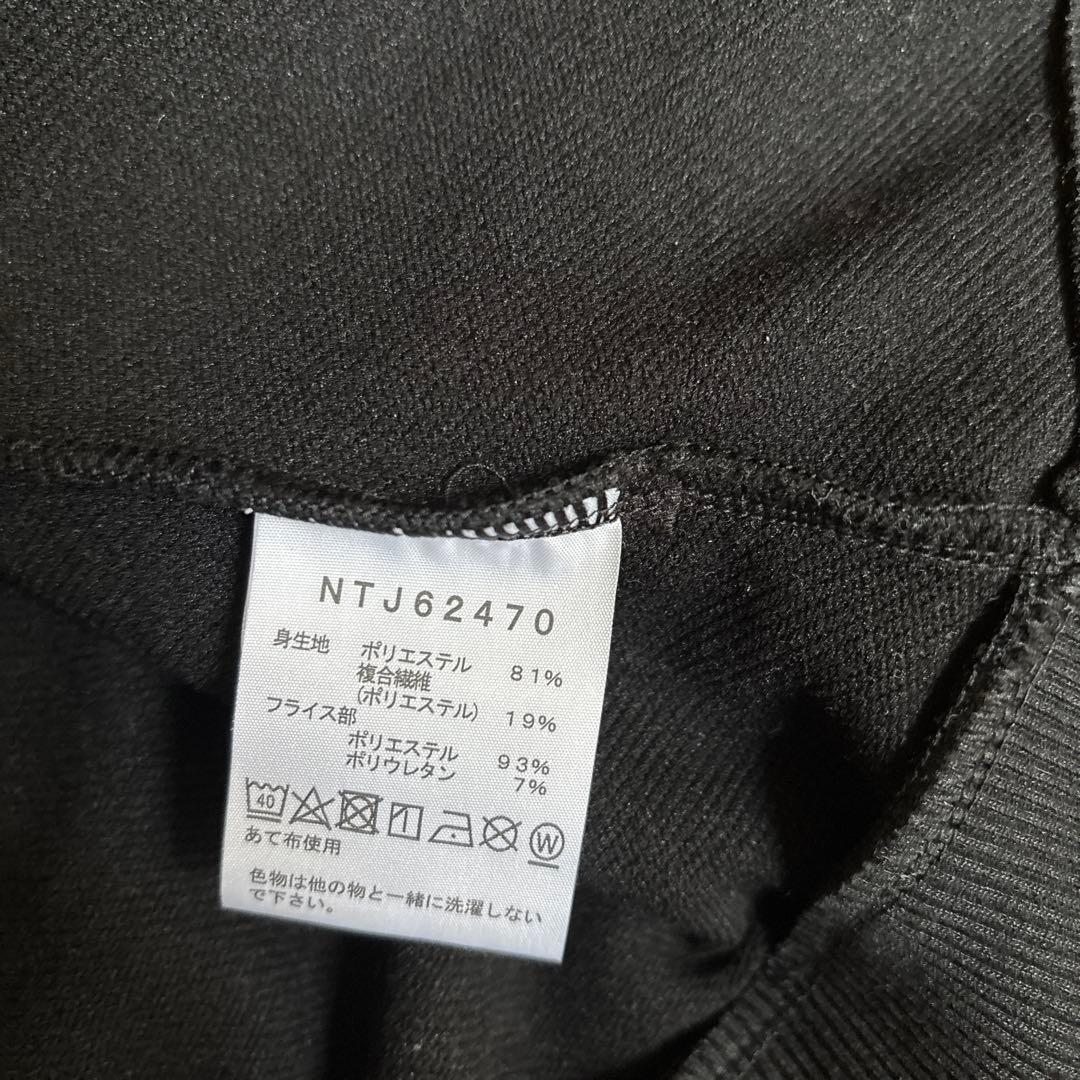 NTJ62470
身生地 ポリエステル 81%
複合繊維
(ポリエステル) 19%
フライス部
ポリエステル 93%
ポリウレタン 7%
40 W
あて布使用
色物は他の物と一緒に洗濯しない
で下さい。